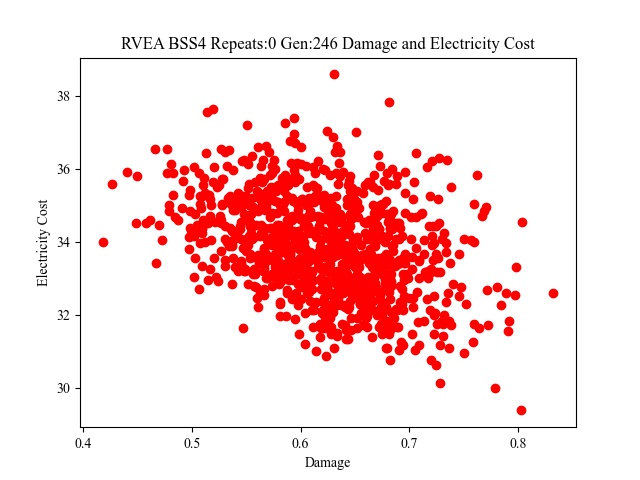 RVEA BSS4 Repeats:0 Gen:246 Damage and Electricity Cost
38
36
34
32
30
Electricity Cost
0.4 0.5 0.6 0.7 0.8
Damage